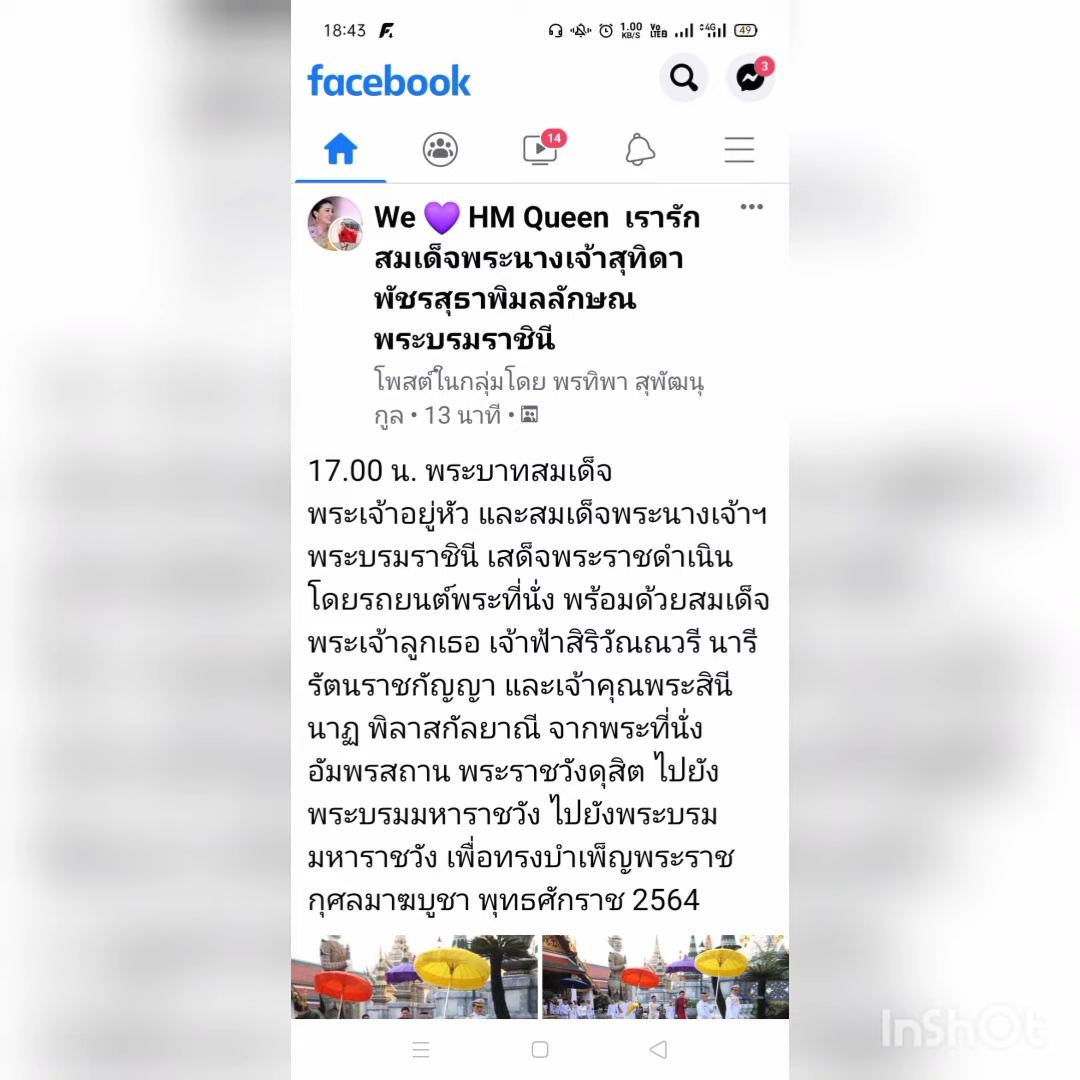 18:43
1.00 KB/S
Vo LTE
4G
49
facebook
3
14
We 💜 HM Queen เรารัก
สมเด็จพระนางเจ้าสุทิดา
พัชรสุธาพิมลลักษณ
พระบรมราชินี
โพสต์ในกลุ่มโดย พรทิพา สุพัฒนุ
กูล • 13 นาที •
17.00 น. พระบาทสมเด็จ
พระเจ้าอยู่หัว และสมเด็จพระนางเจ้าฯ
พระบรมราชินี เสด็จพระราชดำเนิน
โดยรถยนต์พระที่นั่ง พร้อมด้วยสมเด็จ
พระเจ้าลูกเธอ เจ้าฟ้าสิริวัณณวรี นารี
รัตนราชกัญญา และเจ้าคุณพระสินี
นาฏ พิลาสกัลยาณี จากพระที่นั่ง
อัมพรสถาน พระราชวังดุสิต ไปยัง
พระบรมมหาราชวัง ไปยังพระบรม
มหาราชวัง เพื่อทรงบำเพ็ญพระราช
กุศลมาฆบูชา พุทธศักราช 2564
InShOt